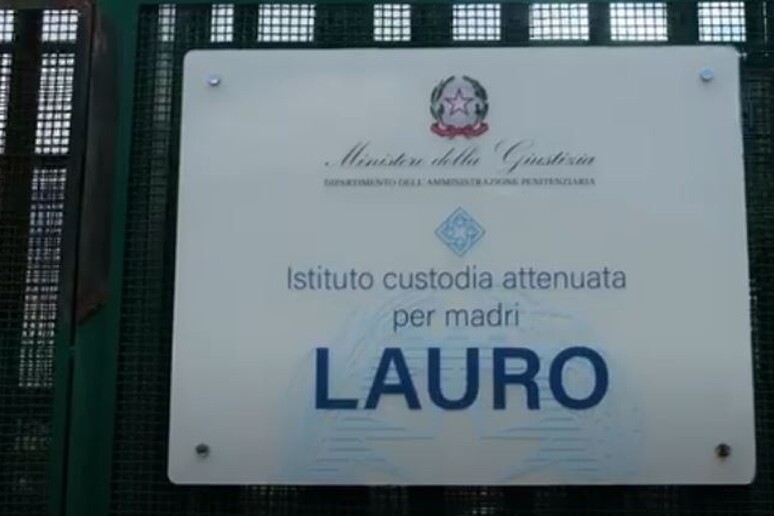 Ministero della Giustizia
DIPARTIMENTO DELL'AMMINISTRAZIONE PENITENZIARIA
Istituto custodia attenuata
per madri
LAURO